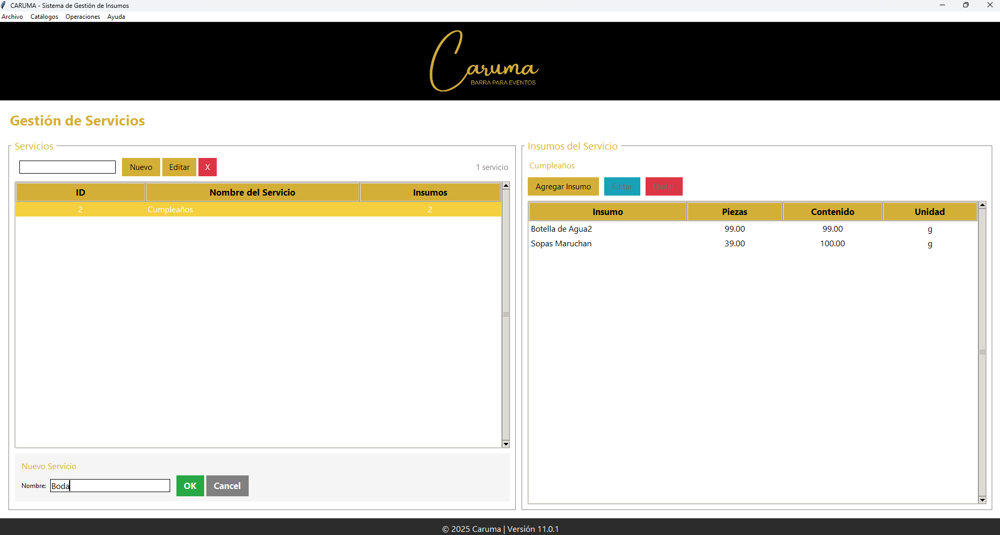 CARUMA - Sistema de Gestión de Insumos
Archivo Catálogos Operaciones Ayuda
Caruma
BARRA PARA EVENTOS
Gestión de Servicios
Servicios
Nuevo Editar X 1 servicio
ID Nombre del Servicio Insumos
2 Cumpleaños 2
Nuevo Servicio
Nombre: Boda OK Cancel
Insumos del Servicio
Cumpleaños
Agregar Insumo Editar Quitar
Insumo Piezas Contenido Unidad
Botella de Agua2 99.00 99.00 g
Sopas Maruchan 39.00 100.00 g
© 2025 Caruma | Versión 11.0.1